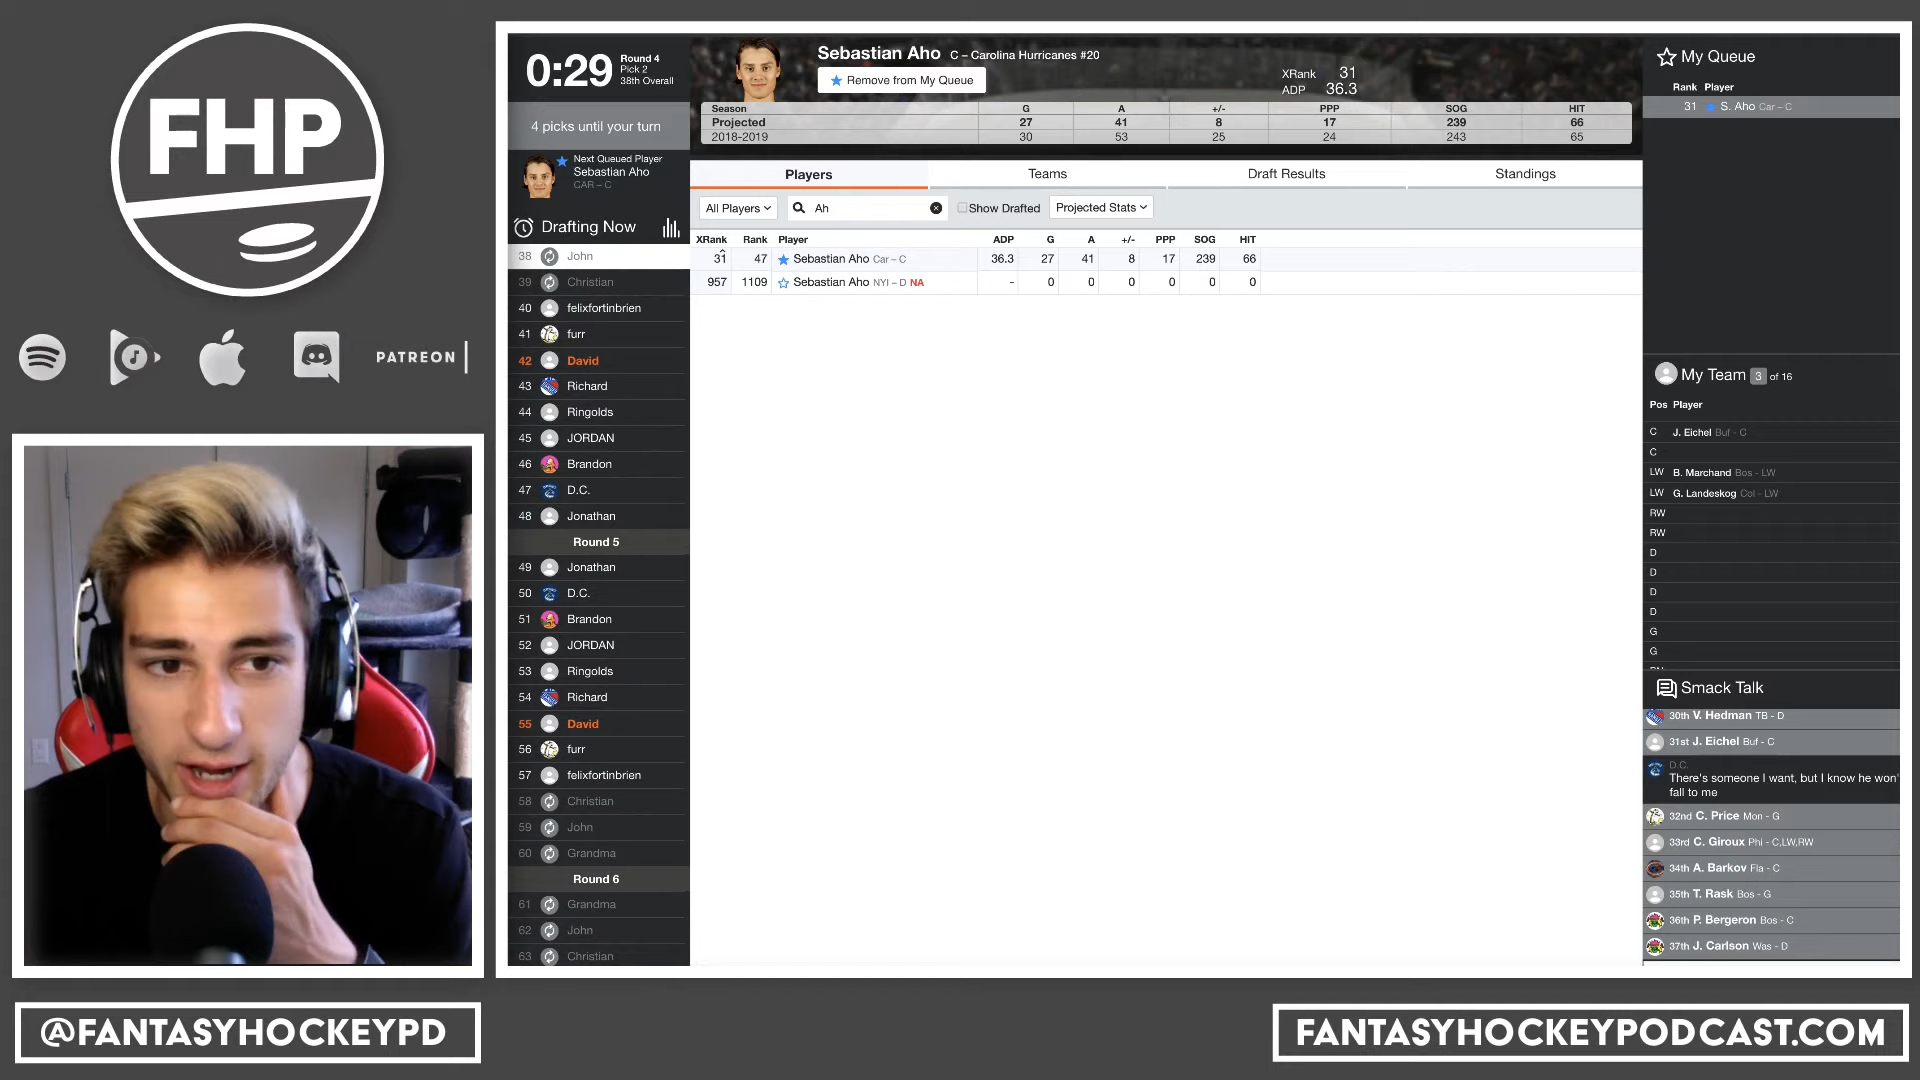 FHP
PATREON
@FANTASYHOCKEYPD
FANTASYHOCKEYPODCAST.COM
0:29
Round 4
Pick 2
38th Overall
4 picks until your turn
Next Queued Player
Sebastian Aho
CAR – C
Drafting Now
38 John
39 Christian
40 felixfortinbrien
41 furr
42 David
43 Richard
44 Ringolds
45 JORDAN
46 Brandon
47 D.C.
48 Jonathan
Round 5
49 Jonathan
50 D.C.
51 Brandon
52 JORDAN
53 Ringolds
54 Richard
55 David
56 furr
57 felixfortinbrien
58 Christian
59 John
60 Grandma
Round 6
61 Grandma
62 John
63 Christian
Sebastian Aho C – Carolina Hurricanes #20
Remove from My Queue
XRank 31
ADP 36.3
Season G A +/- PPP SOG HIT
Projected 27 41 8 17 239 66
2018-2019 30 53 25 24 243 65
Players Teams Draft Results Standings
All Players Ah Show Drafted Projected Stats
XRank Rank Player ADP G A +/- PPP SOG HIT
31 47 Sebastian Aho Car – C 36.3 27 41 8 17 239 66
957 1109 Sebastian Aho NYI – D NA - 0 0 0 0 0 0
My Queue
Rank Player
31 S. Aho Car – C
My Team 3 of 16
Pos Player
C J. Eichel Buf - C
C
LW B. Marchand Bos - LW
LW G. Landeskog Col - LW
RW
RW
D
D
D
D
G
G
Smack Talk
30th V. Hedman TB - D
31st J. Eichel Buf - C
D.C.
There's someone I want, but I know he won'
fall to me
32nd C. Price Mon - G
33rd C. Giroux Phi - C,LW,RW
34th A. Barkov Fla - C
35th T. Rask Bos - G
36th P. Bergeron Bos - C
37th J. Carlson Was - D